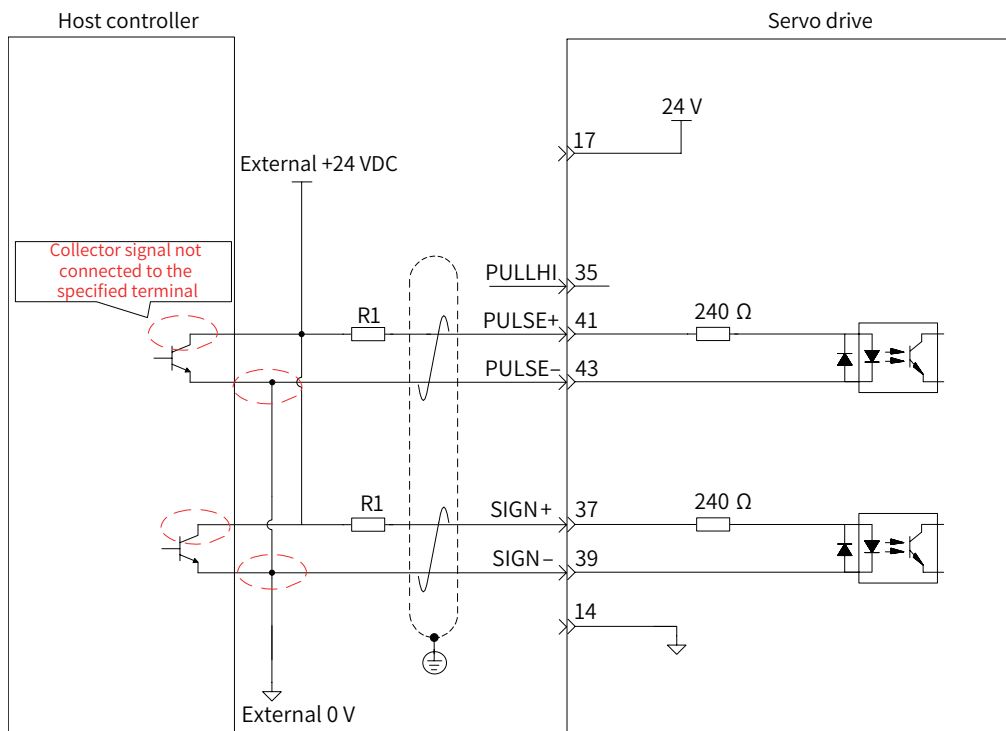 Host controller
Servo drive
24 V
17
External +24 VDC
Collector signal not
connected to the
specified terminal
PULLHI
35
R1
PULSE+
41
240 Ω
PULSE–
43
R1
SIGN+
37
240 Ω
SIGN–
39
14
External 0 V